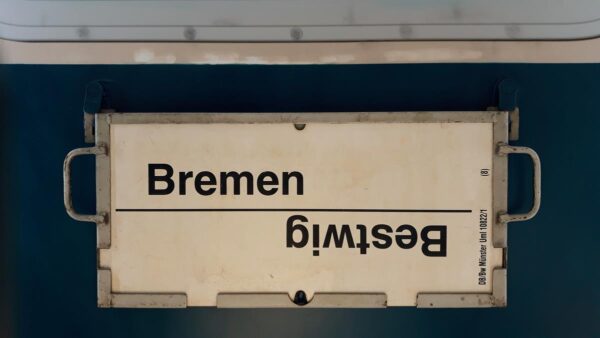 Bremen
Bestwig
DB/Bw Münster Uml 10822/1 (8)